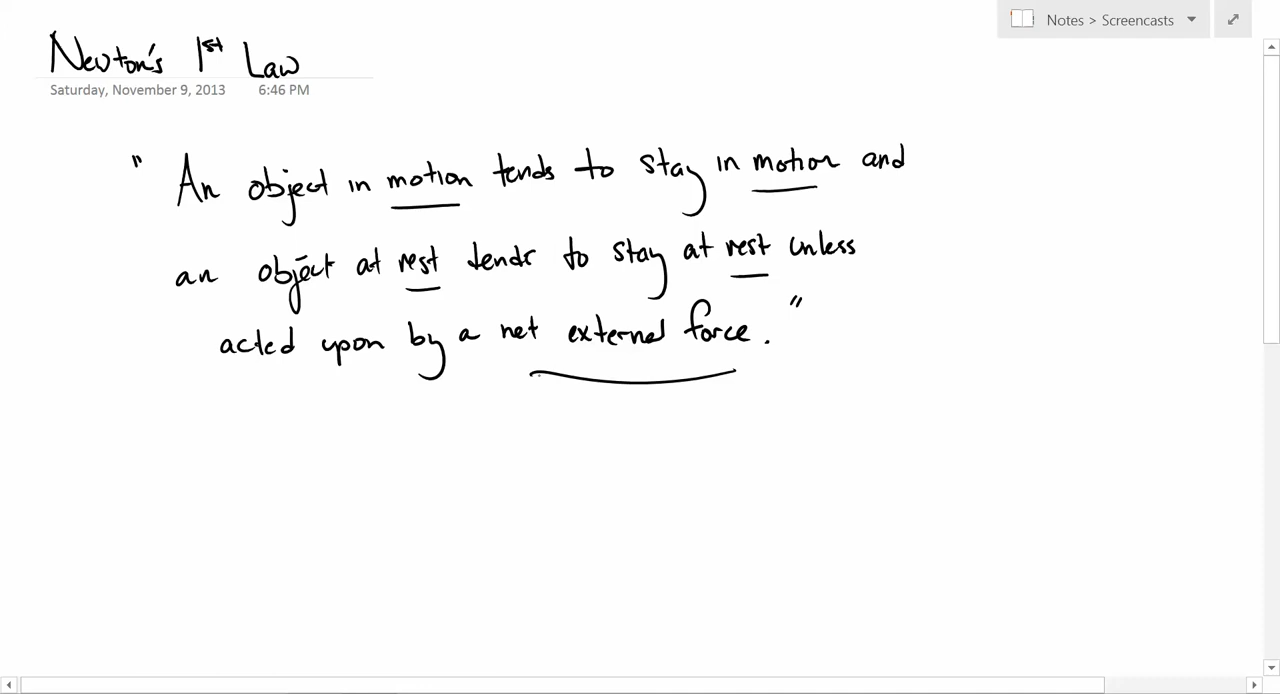 Notes > Screencasts
Newton's 1st Law
Saturday, November 9, 2013 6:46 PM
" An object in motion tends to stay in motion and
an object at rest tends to stay at rest unless
acted upon by a net external force. "